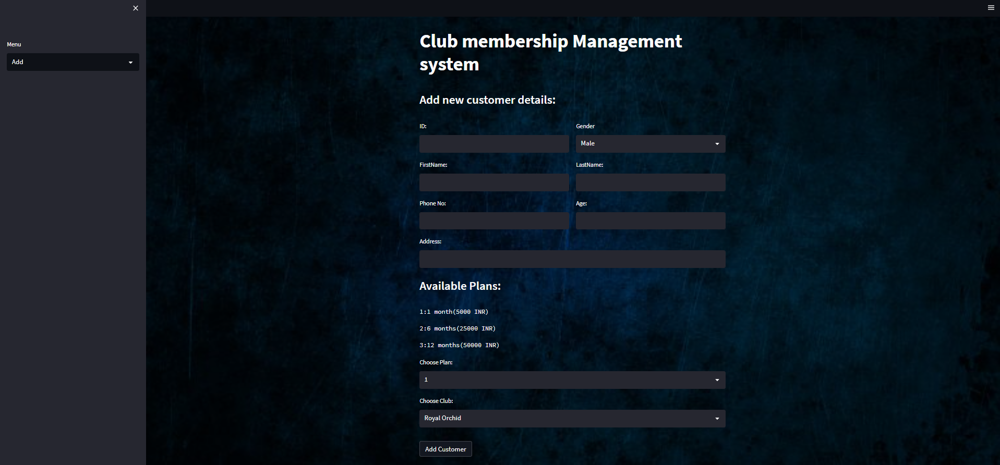 Menu
Add
Club membership Management
system
Add new customer details:
ID:
Gender
Male
FirstName:
LastName:
Phone No:
Age:
Address:
Available Plans:
1:1 month(5000 INR)
2:6 months(25000 INR)
3:12 months(50000 INR)
Choose Plan:
1
Choose Club:
Royal Orchid
Add Customer